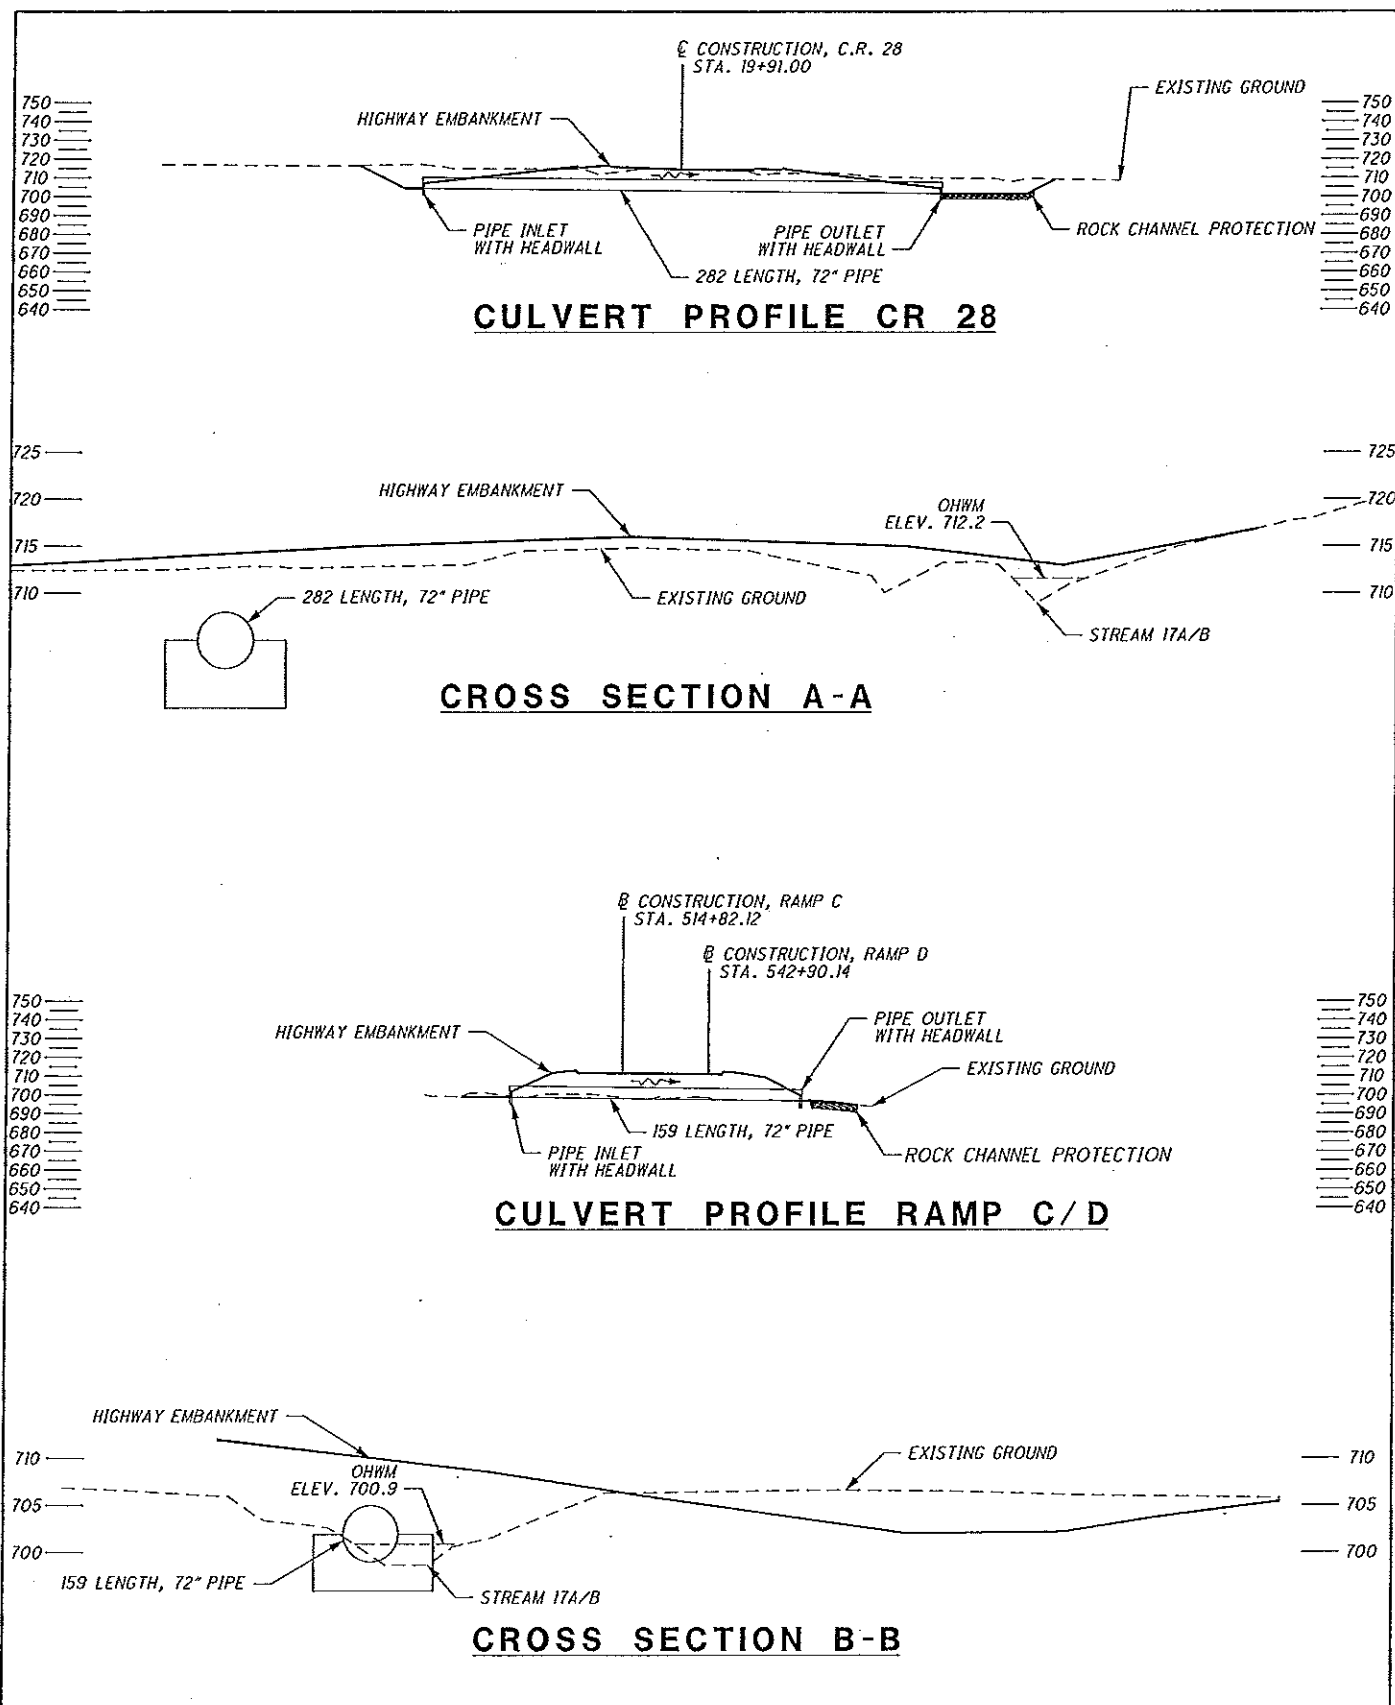 ℄ CONSTRUCTION, C.R. 28
STA. 19+91.00
EXISTING GROUND
HIGHWAY EMBANKMENT
750
740
730
720
710
700
690
680
670
660
650
640
750
740
730
720
710
700
690
680
670
660
650
640
PIPE INLET
WITH HEADWALL
PIPE OUTLET
WITH HEADWALL
ROCK CHANNEL PROTECTION
282 LENGTH, 72" PIPE
CULVERT PROFILE CR 28
725
720
715
710
725
720
715
710
HIGHWAY EMBANKMENT
OHWM
ELEV. 712.2
282 LENGTH, 72" PIPE
EXISTING GROUND
STREAM 17A/B
CROSS SECTION A-A
B CONSTRUCTION, RAMP C
STA. 514+82.12
B CONSTRUCTION, RAMP D
STA. 542+90.14
750
740
730
720
710
700
690
680
670
660
650
640
750
740
730
720
710
700
690
680
670
660
650
640
HIGHWAY EMBANKMENT
PIPE OUTLET
WITH HEADWALL
EXISTING GROUND
159 LENGTH, 72" PIPE
PIPE INLET
WITH HEADWALL
ROCK CHANNEL PROTECTION
CULVERT PROFILE RAMP C/D
HIGHWAY EMBANKMENT
EXISTING GROUND
710
705
700
710
705
700
OHWM
ELEV. 700.9
159 LENGTH, 72" PIPE
STREAM 17A/B
CROSS SECTION B-B